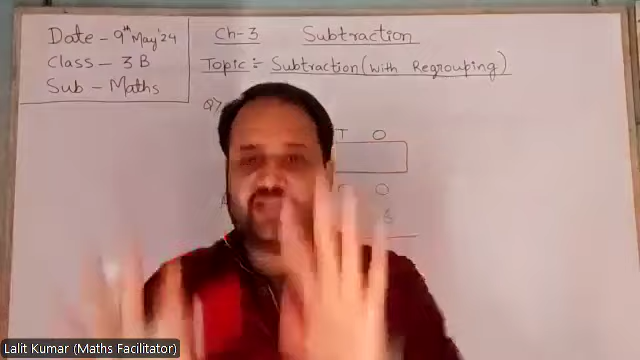 Date - 9th May'24
Class - 3 B
Sub - Maths
Ch-3 Subtraction
Topic :- Subtraction (with Regrouping)
Q>
T O
Lalit Kumar (Maths Facilitator)